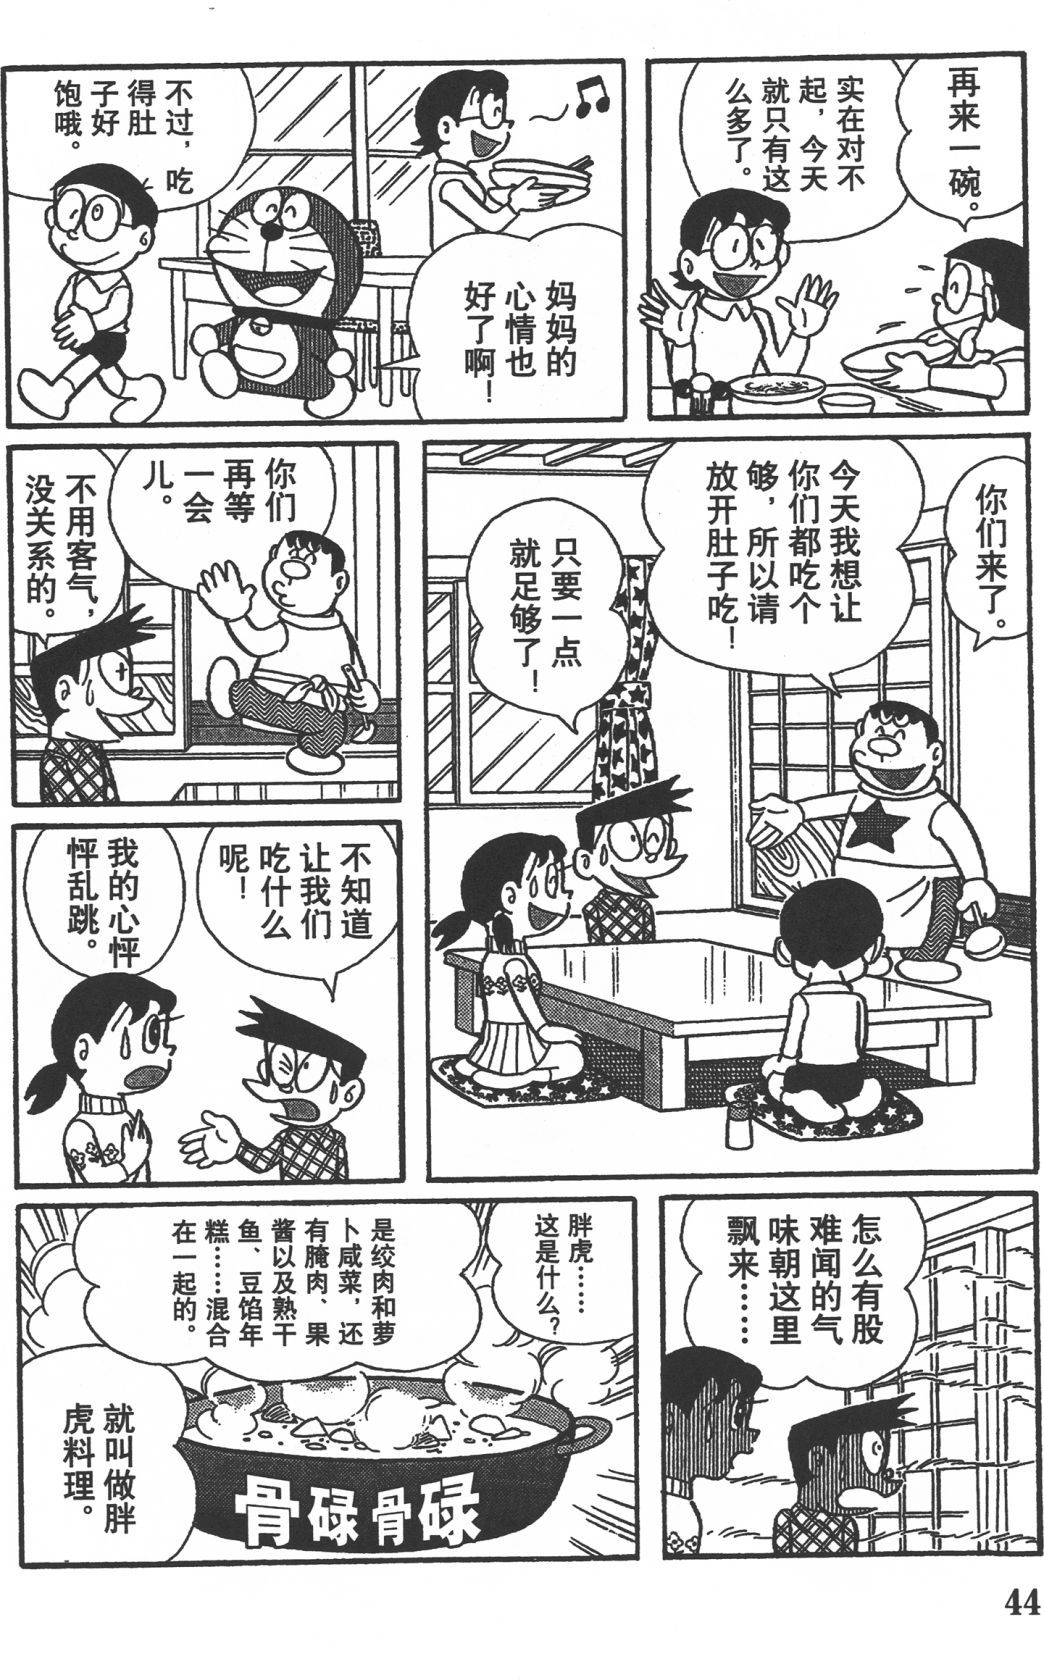 再来一碗。
实在对不
起，今天
就只有这
么多了。
不过，吃
得肚
子好
饱哦。
妈妈的
心情也
好了啊！
你们来了。
今天我想让
你们都吃个
够，所以请
放开肚子吃！
只要一点
就足够了！
你们
再等
一会
儿。
不用客气，
没关系的。
不知道
让我们
吃什么
呢！
我的心怦
怦乱跳。
怎么有股
难闻的气
味朝这里
飘来……
胖虎……
这是什么？
是绞肉和萝
卜咸菜，还
有腌肉、果
酱以及熟干
鱼、豆馅年
糕……混合
在一起的。
就叫做胖
虎料理。
骨碌骨碌
44